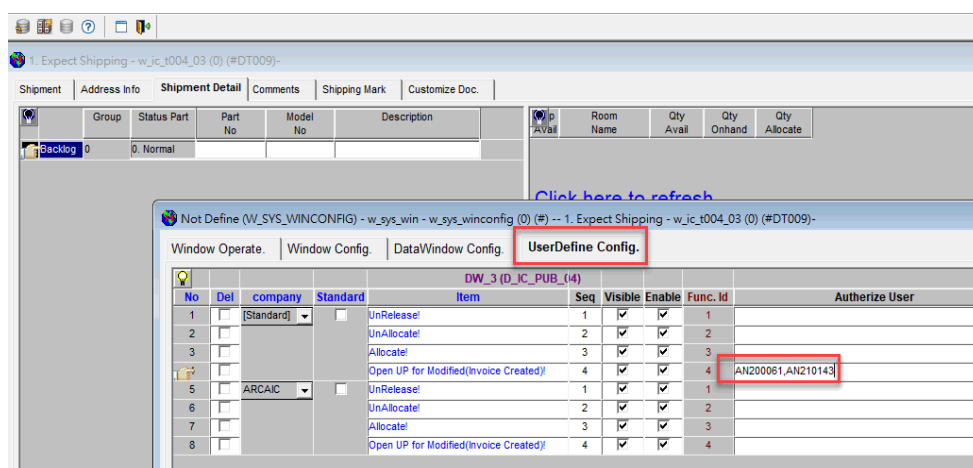 1. Expect Shipping - w_ic_t004_03 (0) (#DT009)-
Shipment Address Info Shipment Detail Comments Shipping Mark Customize Doc.
Group Status Part Part No Model No Description
Backlog 0 0. Normal
p Avail Room Name Qty Avail Qty Onhand Qty Allocate
Click here to refresh
Not Define (W_SYS_WINCONFIG) - w_sys_win - w_sys_winconfig (0) (#) -- 1. Expect Shipping - w_ic_t004_03 (0) (#DT009)-
Window Operate. Window Config. DataWindow Config. UserDefine Config.
DW_3 (D_IC_PUB_04)
No Del company Standard Item Seq Visible Enable Func. Id Autherize User
1 [Standard] UnRelease! 1 1
2 UnAllocate! 2 2
3 Allocate! 3 3
Open UP for Modified(Invoice Created)! 4 4 AN200061,AN210143
5 ARCAIC UnRelease! 1 1
6 UnAllocate! 2 2
7 Allocate! 3 3
8 Open UP for Modified(Invoice Created)! 4 4